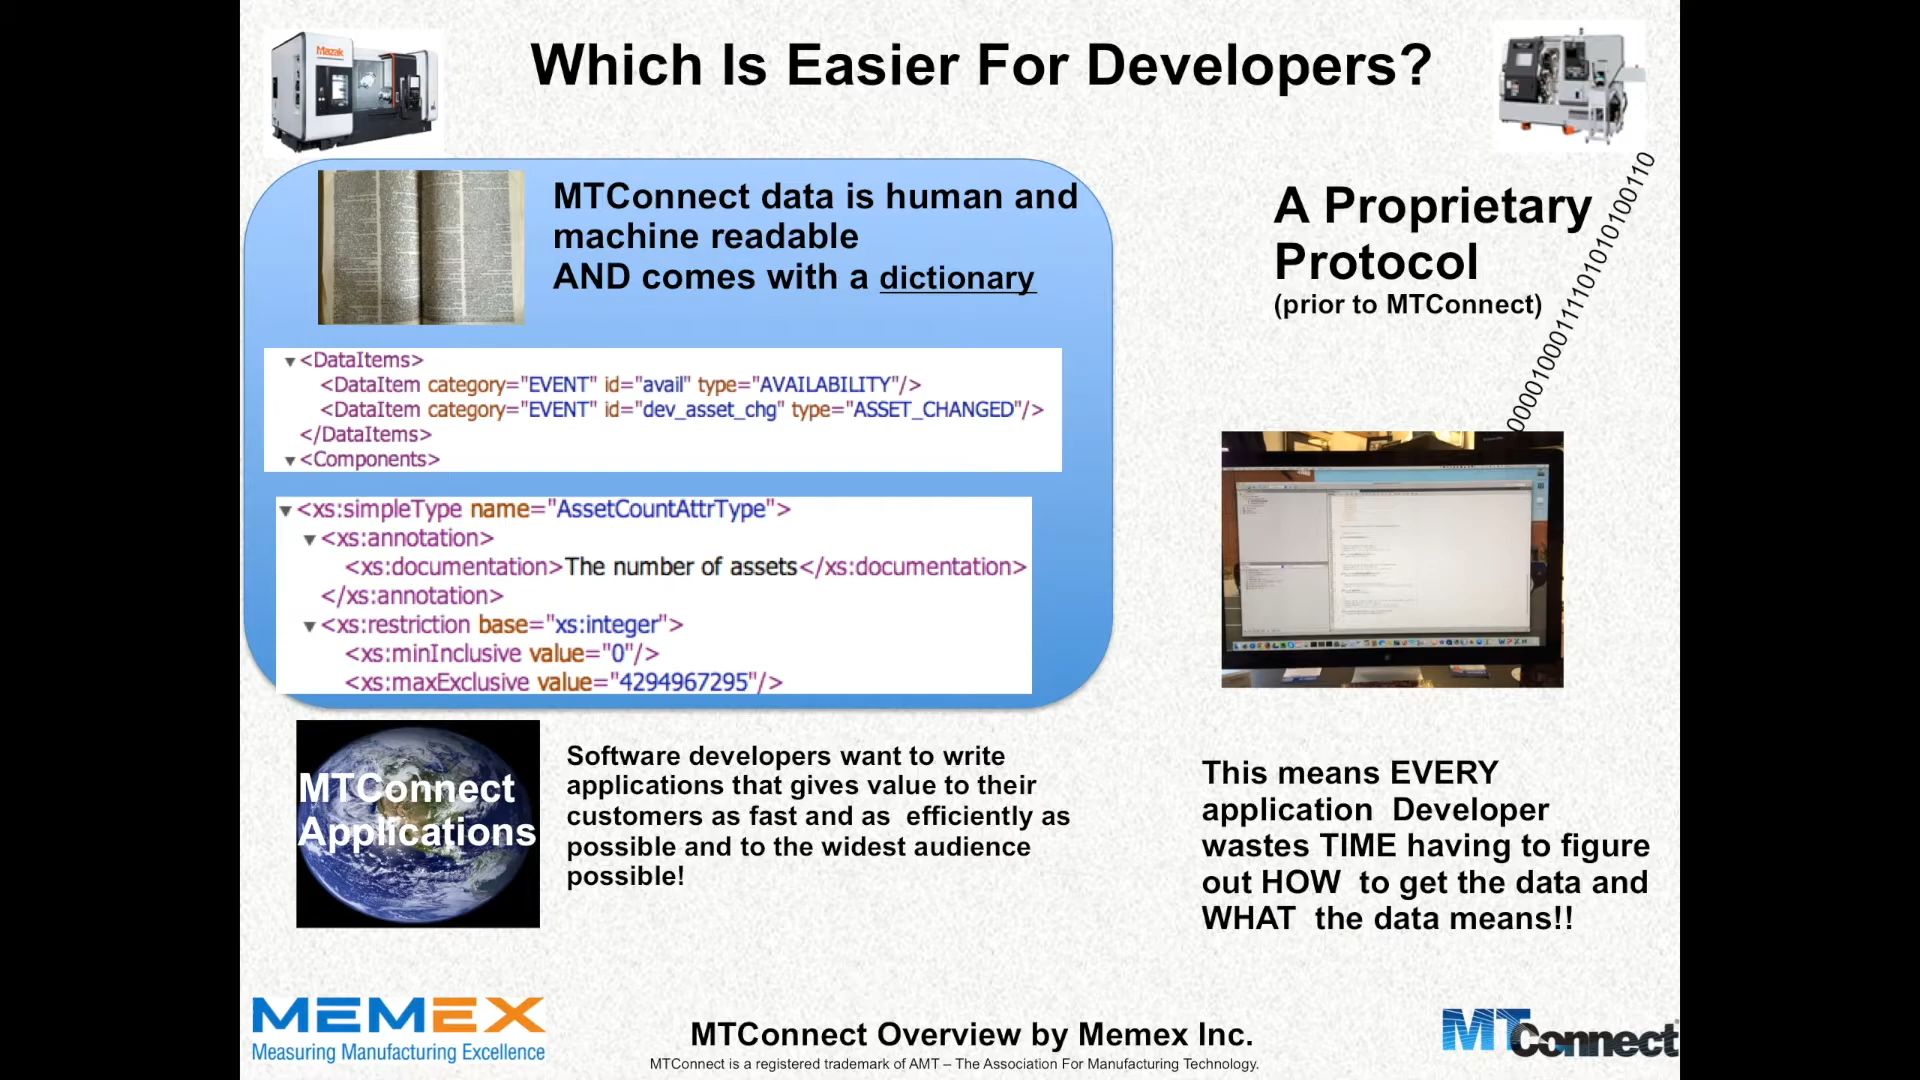 Which Is Easier For Developers?
Mazak
MTConnect data is human and
machine readable
AND comes with a dictionary
<DataItems>
<DataItem category="EVENT" id="avail" type="AVAILABILITY"/>
<DataItem category="EVENT" id="dev_asset_chg" type="ASSET_CHANGED"/>
</DataItems>
<Components>
<xs:simpleType name="AssetCountAttrType">
<xs:annotation>
<xs:documentation>The number of assets</xs:documentation>
</xs:annotation>
<xs:restriction base="xs:integer">
<xs:minInclusive value="0"/>
<xs:maxExclusive value="4294967295"/>
MTConnect
Applications
Software developers want to write
applications that gives value to their
customers as fast and as efficiently as
possible and to the widest audience
possible!
A Proprietary
Protocol
(prior to MTConnect)
This means EVERY
application Developer
wastes TIME having to figure
out HOW to get the data and
WHAT the data means!!
MEMEX
Measuring Manufacturing Excellence
MTConnect Overview by Memex Inc.
MTConnect is a registered trademark of AMT – The Association For Manufacturing Technology.
MTConnect